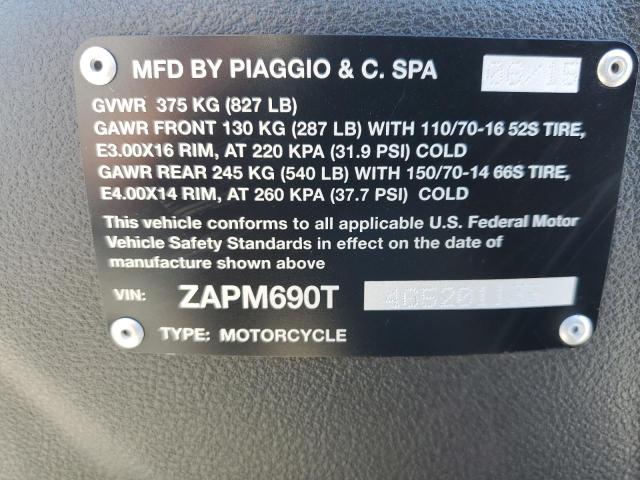 MFD BY PIAGGIO & C. SPA
GVWR 375 KG (827 LB)
GAWR FRONT 130 KG (287 LB) WITH 110/70-16 52S TIRE,
E3.00X16 RIM, AT 220 KPA (31.9 PSI) COLD
GAWR REAR 245 KG (540 LB) WITH 150/70-14 66S TIRE,
E4.00X14 RIM, AT 260 KPA (37.7 PSI) COLD
This vehicle conforms to all applicable U.S. Federal Motor
Vehicle Safety Standards in effect on the date of
manufacture shown above
VIN: ZAPM690T
TYPE: MOTORCYCLE